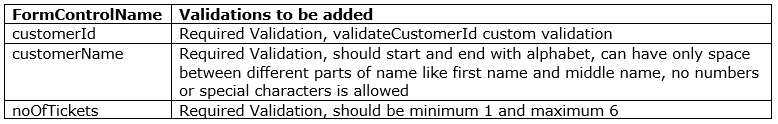 FormControlName Validations to be added
customerId Required Validation, validateCustomerId custom validation
customerName Required Validation, should start and end with alphabet, can have only space
between different parts of name like first name and middle name, no numbers
or special characters is allowed
noOfTickets Required Validation, should be minimum 1 and maximum 6